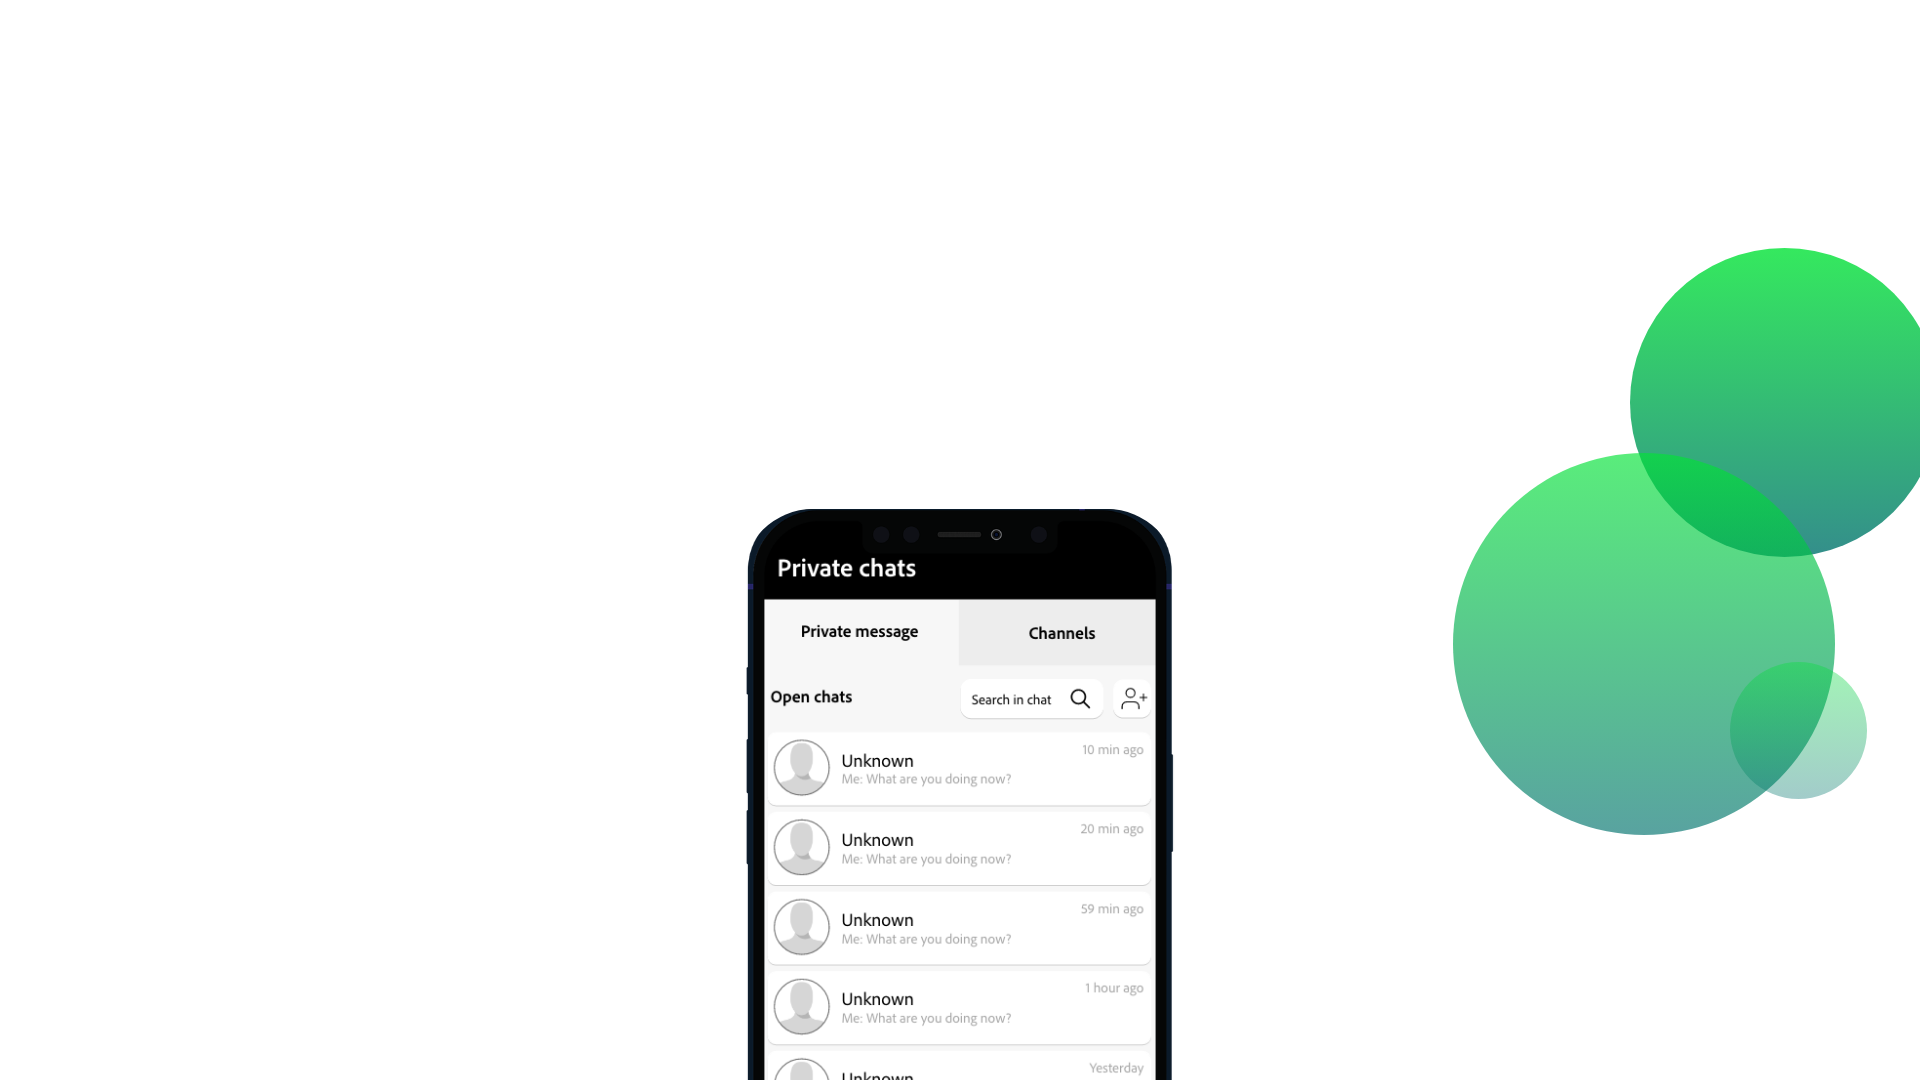 Private chats
Private message
Channels
Open chats
Search in chat
10 min ago
Unknown
Me: What are you doing now?
20 min ago
Unknown
Me: What are you doing now?
59 min ago
Unknown
Me: What are you doing now?
1 hour ago
Unknown
Me: What are you doing now?
Yesterday
Unknown